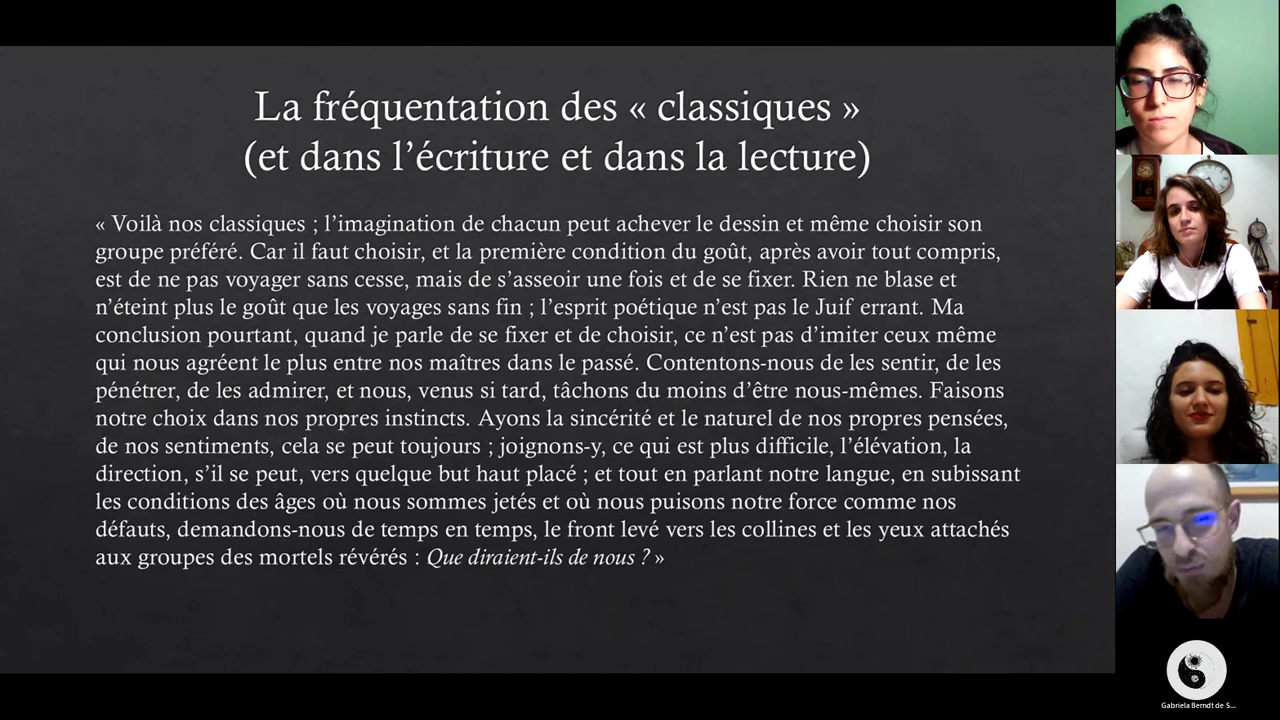 La fréquentation des « classiques »
(et dans l’écriture et dans la lecture)
« Voilà nos classiques ; l’imagination de chacun peut achever le dessin et même choisir son
groupe préféré. Car il faut choisir, et la première condition du goût, après avoir tout compris,
est de ne pas voyager sans cesse, mais de s’asseoir une fois et de se fixer. Rien ne blase et
n’éteint plus le goût que les voyages sans fin ; l’esprit poétique n’est pas le Juif errant. Ma
conclusion pourtant, quand je parle de se fixer et de choisir, ce n’est pas d’imiter ceux même
qui nous agréent le plus entre nos maîtres dans le passé. Contentons-nous de les sentir, de les
pénétrer, de les admirer, et nous, venus si tard, tâchons du moins d’être nous-mêmes. Faisons
notre choix dans nos propres instincts. Ayons la sincérité et le naturel de nos propres pensées,
de nos sentiments, cela se peut toujours ; joignons-y, ce qui est plus difficile, l’élévation, la
direction, s’il se peut, vers quelque but haut placé ; et tout en parlant notre langue, en subissant
les conditions des âges où nous sommes jetés et où nous puisons notre force comme nos
défauts, demandons-nous de temps en temps, le front levé vers les collines et les yeux attachés
aux groupes des mortels révérés : Que diraient-ils de nous ? »
Gabriela Berndt de S...